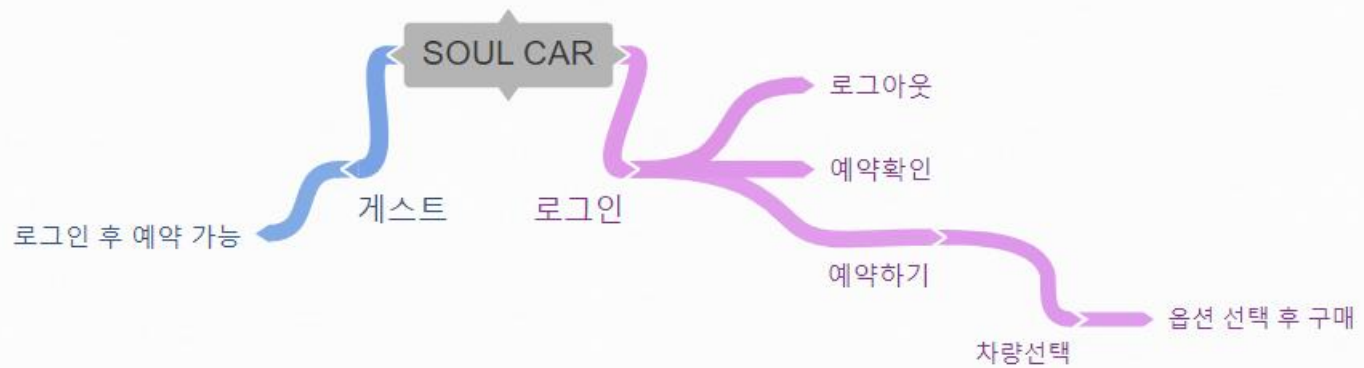 SOUL CAR
로그아웃
예약확인
게스트
로그인
로그인 후 예약 가능
예약하기
옵션 선택 후 구매
차량선택